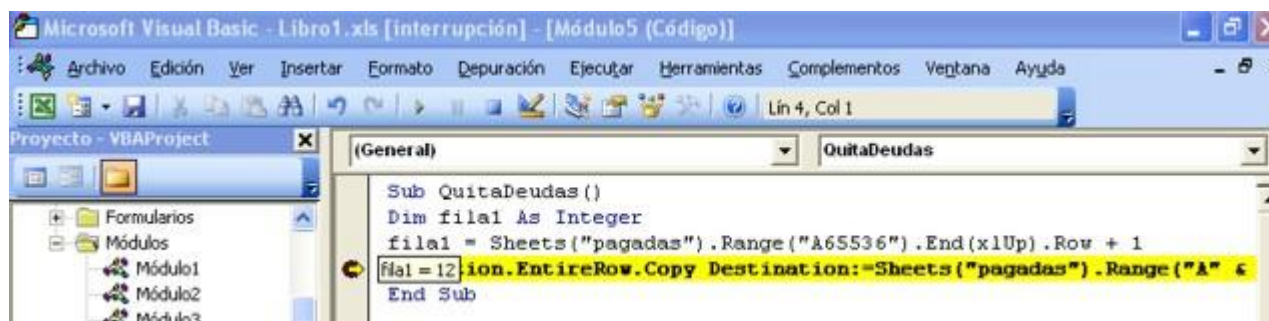 Microsoft Visual Basic - Libro1.xls [interrupción] - [Módulo5 (Código)]
Archivo Edición Ver Insertar Formato Depuración Ejecutar Herramientas Complementos Ventana Ayuda
Lín 4, Col 1
Proyecto - VBAProject
(General) QuitaDeudas
Formularios
Módulos
Módulo1
Módulo2
Módulo3
Sub QuitaDeudas()
Dim fila1 As Integer
fila1 = Sheets("pagadas").Range("A65536").End(xlUp).Row + 1
fila1 = 12 ion.EntireRow.Copy Destination:=Sheets("pagadas").Range("A" &
End Sub